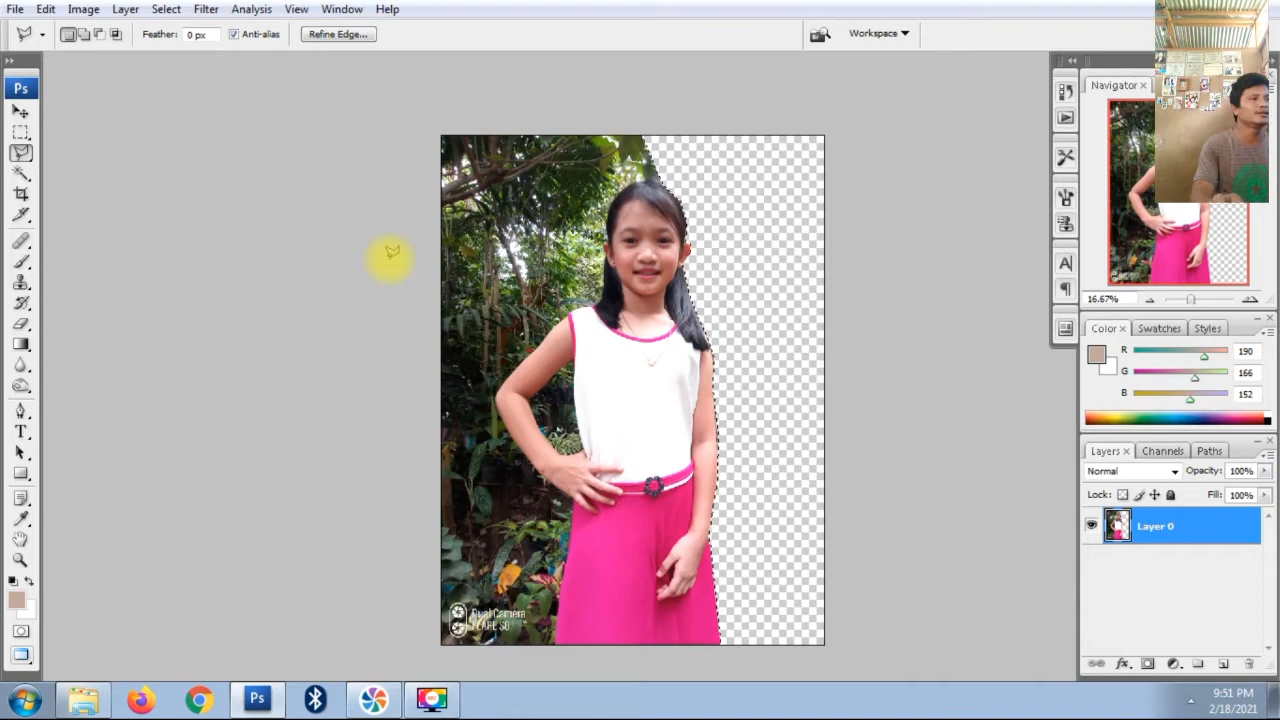 File Edit Image Layer Select Filter Analysis View Window Help
Feather: 0 px Anti-alias Refine Edge... Workspace
Ps
Navigator
16.67%
Color Swatches Styles
R 190
G 166
B 152
Layers Channels Paths
Normal Opacity: 100%
Lock: Fill: 100%
Layer 0
T
A
Dual Camera
Ps
9:51 PM
2/18/2021